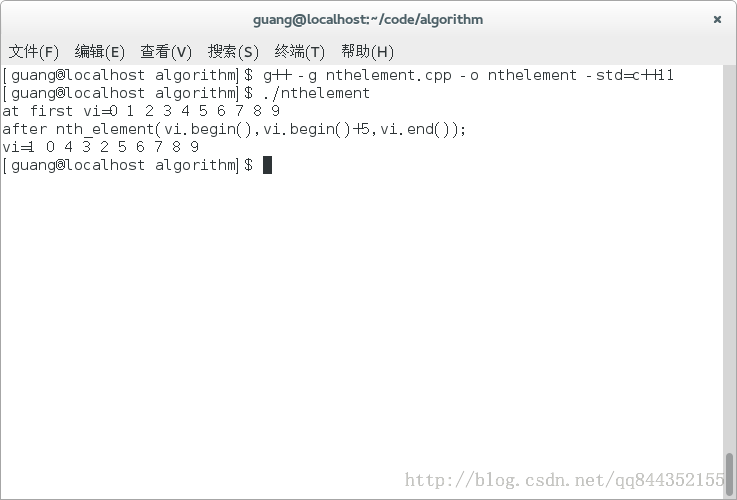 guang@localhost:~/code/algorithm ×
文件(F) 编辑(E) 查看(V) 搜索(S) 终端(T) 帮助(H)
[guang@localhost algorithm]$ g++ -g nthelement.cpp -o nthelement -std=c++11
[guang@localhost algorithm]$ ./nthelement
at first vi=0 1 2 3 4 5 6 7 8 9
after nth_element(vi.begin(),vi.begin()+5,vi.end());
vi=1 0 4 3 2 5 6 7 8 9
[guang@localhost algorithm]$
http://blog.csdn.net/qq844352155